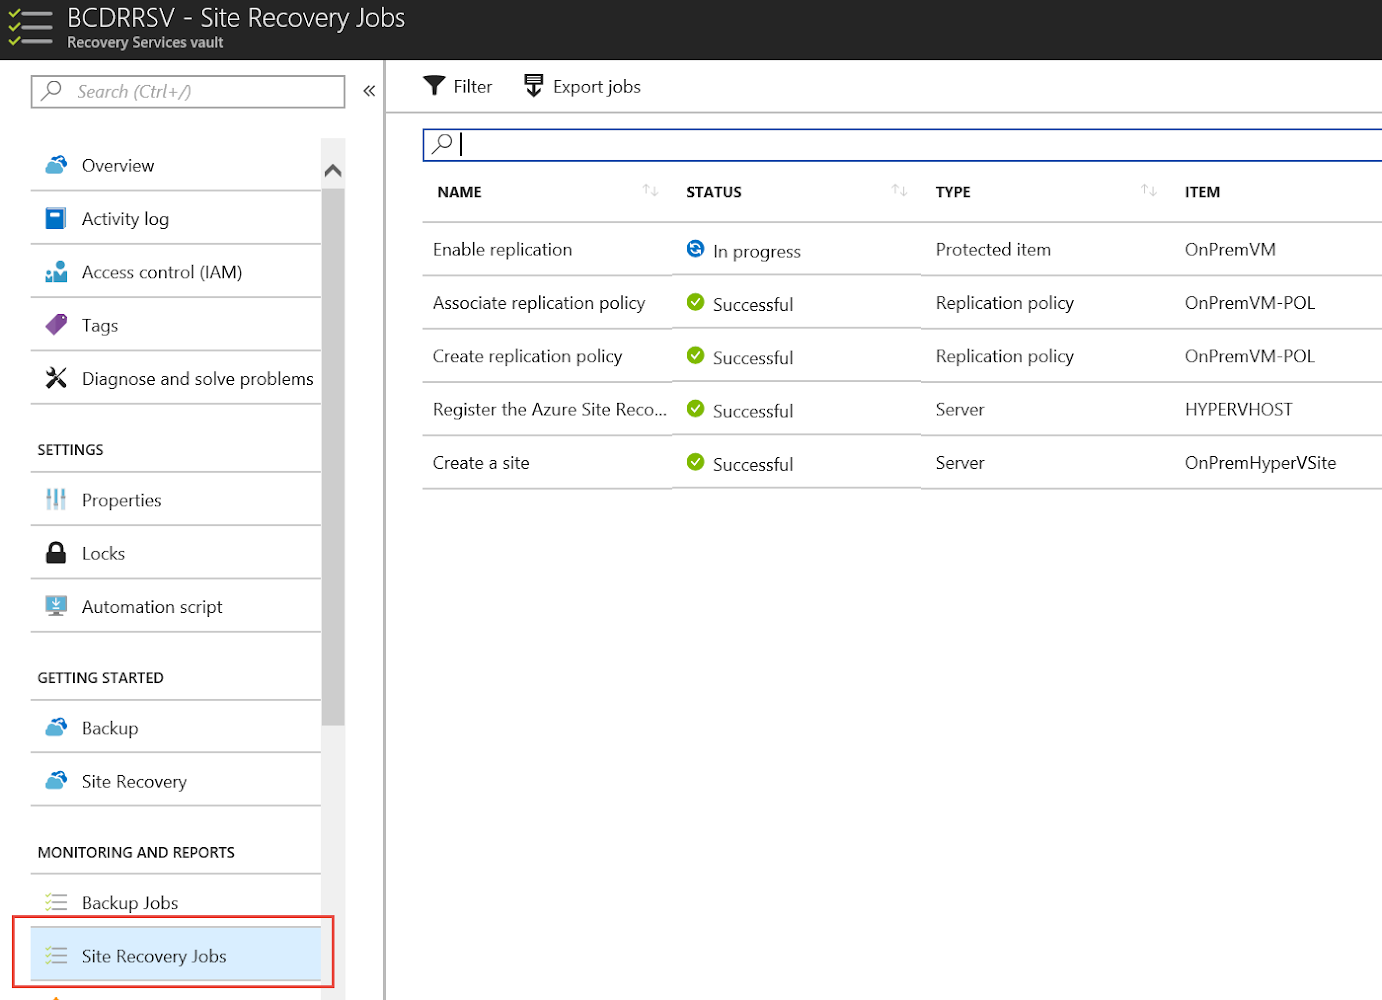 BCDRRSV - Site Recovery Jobs
Recovery Services vault
Search (Ctrl+/)
«
Overview
Activity log
Access control (IAM)
Tags
Diagnose and solve problems
SETTINGS
Properties
Locks
Automation script
GETTING STARTED
Backup
Site Recovery
MONITORING AND REPORTS
Backup Jobs
Site Recovery Jobs
Filter Export jobs
NAME STATUS TYPE ITEM
Enable replication In progress Protected item OnPremVM
Associate replication policy Successful Replication policy OnPremVM-POL
Create replication policy Successful Replication policy OnPremVM-POL
Register the Azure Site Reco... Successful Server HYPERVHOST
Create a site Successful Server OnPremHyperVSite